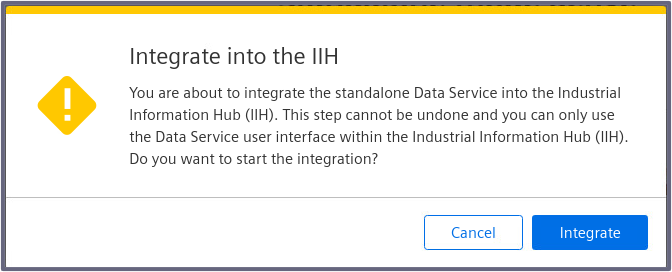 Integrate into the IIH
You are about to integrate the standalone Data Service into the Industrial
Information Hub (IIH). This step cannot be undone and you can only use
the Data Service user interface within the Industrial Information Hub (IIH).
Do you want to start the integration?
Cancel
Integrate